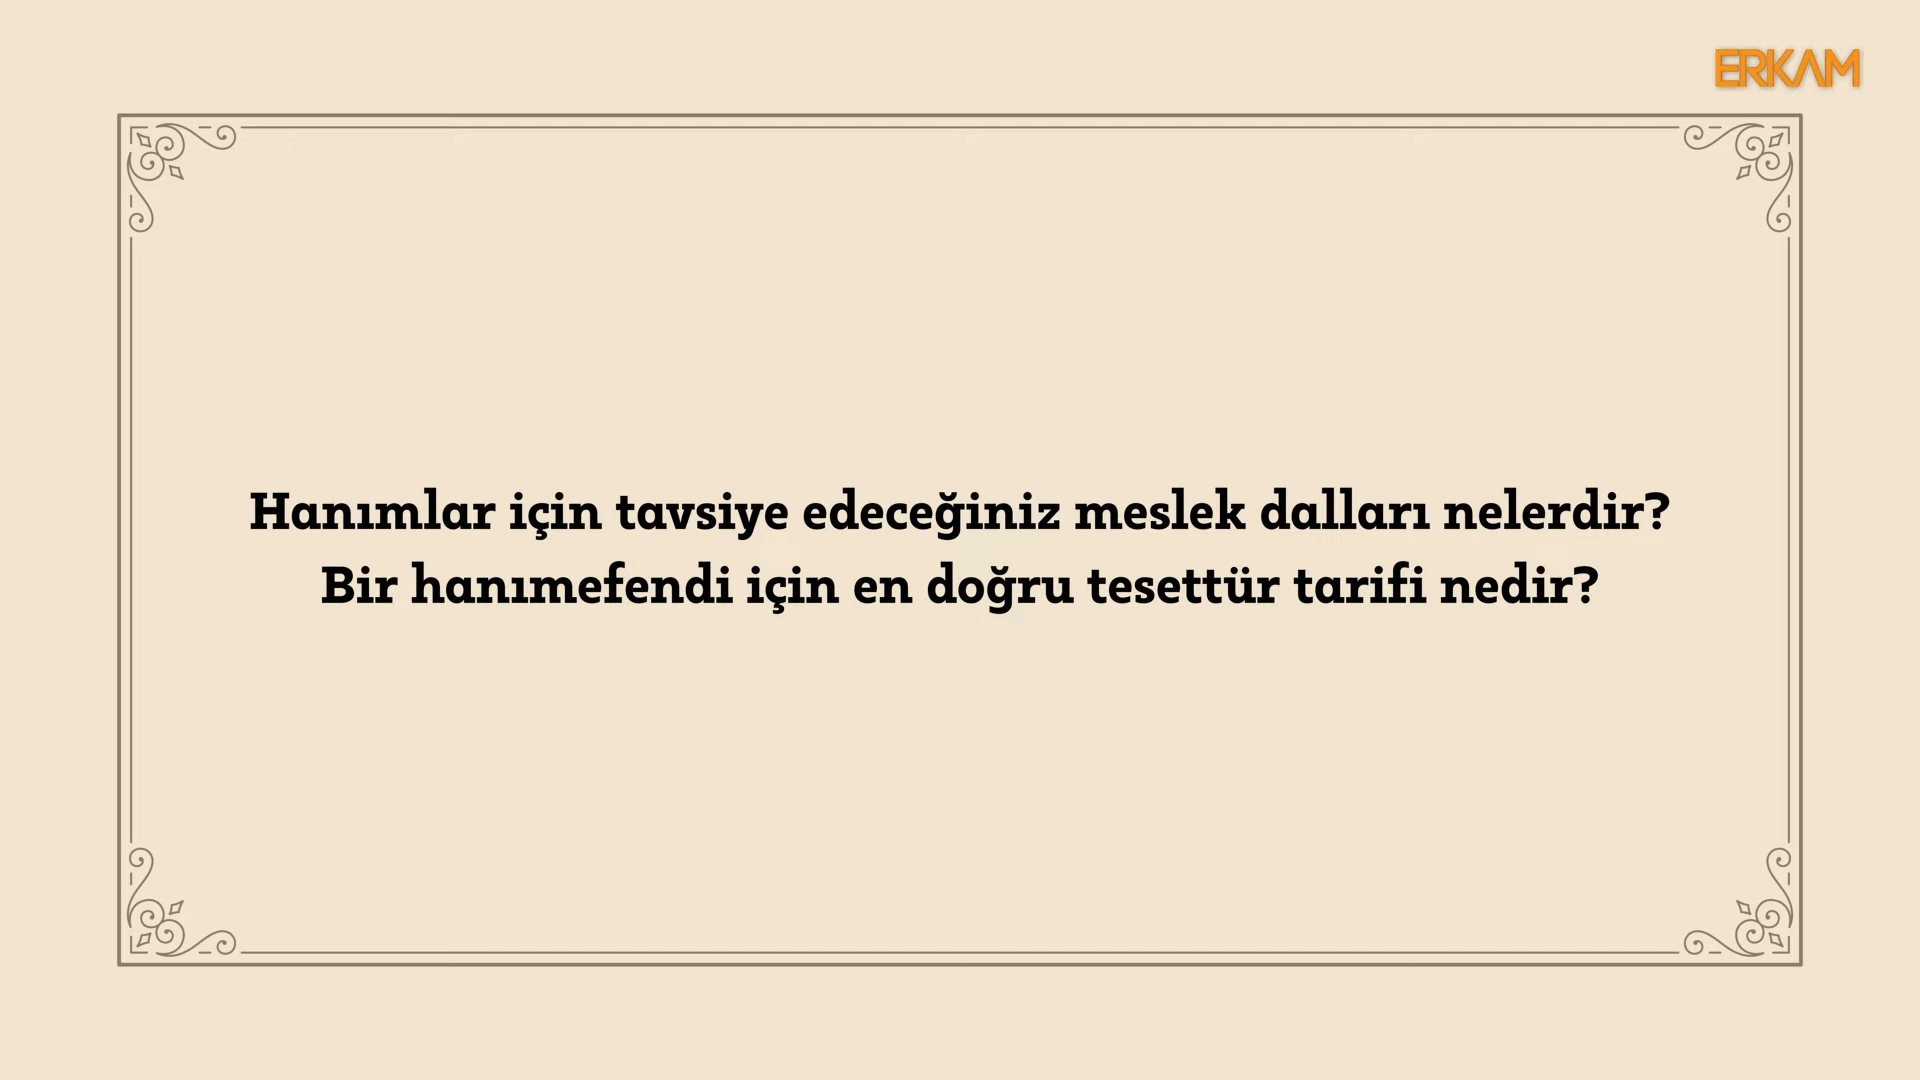 ERKAM
Hanımlar için tavsiye edeceğiniz meslek dalları nelerdir?
Bir hanımefendi için en doğru tesettür tarifi nedir?